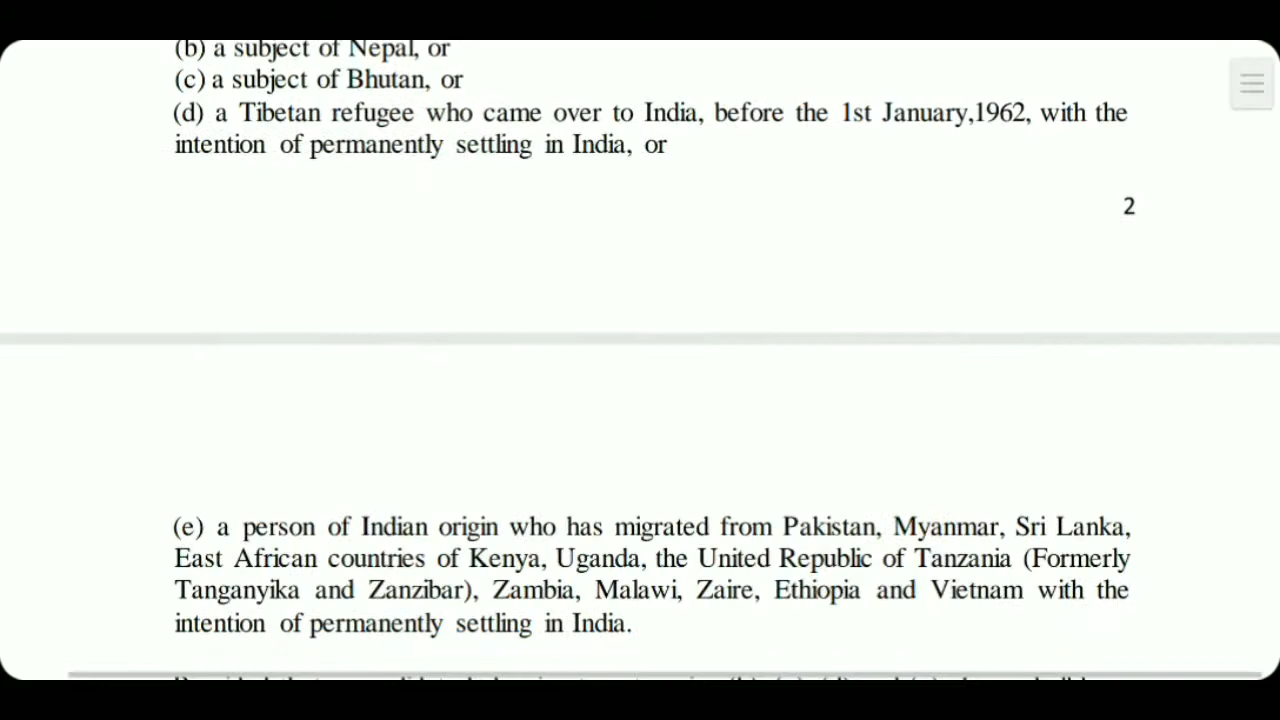 (b) a subject of Nepal, or
(c) a subject of Bhutan, or
(d) a Tibetan refugee who came over to India, before the 1st January,1962, with the
intention of permanently settling in India, or
2
(e) a person of Indian origin who has migrated from Pakistan, Myanmar, Sri Lanka,
East African countries of Kenya, Uganda, the United Republic of Tanzania (Formerly
Tanganyika and Zanzibar), Zambia, Malawi, Zaire, Ethiopia and Vietnam with the
intention of permanently settling in India.